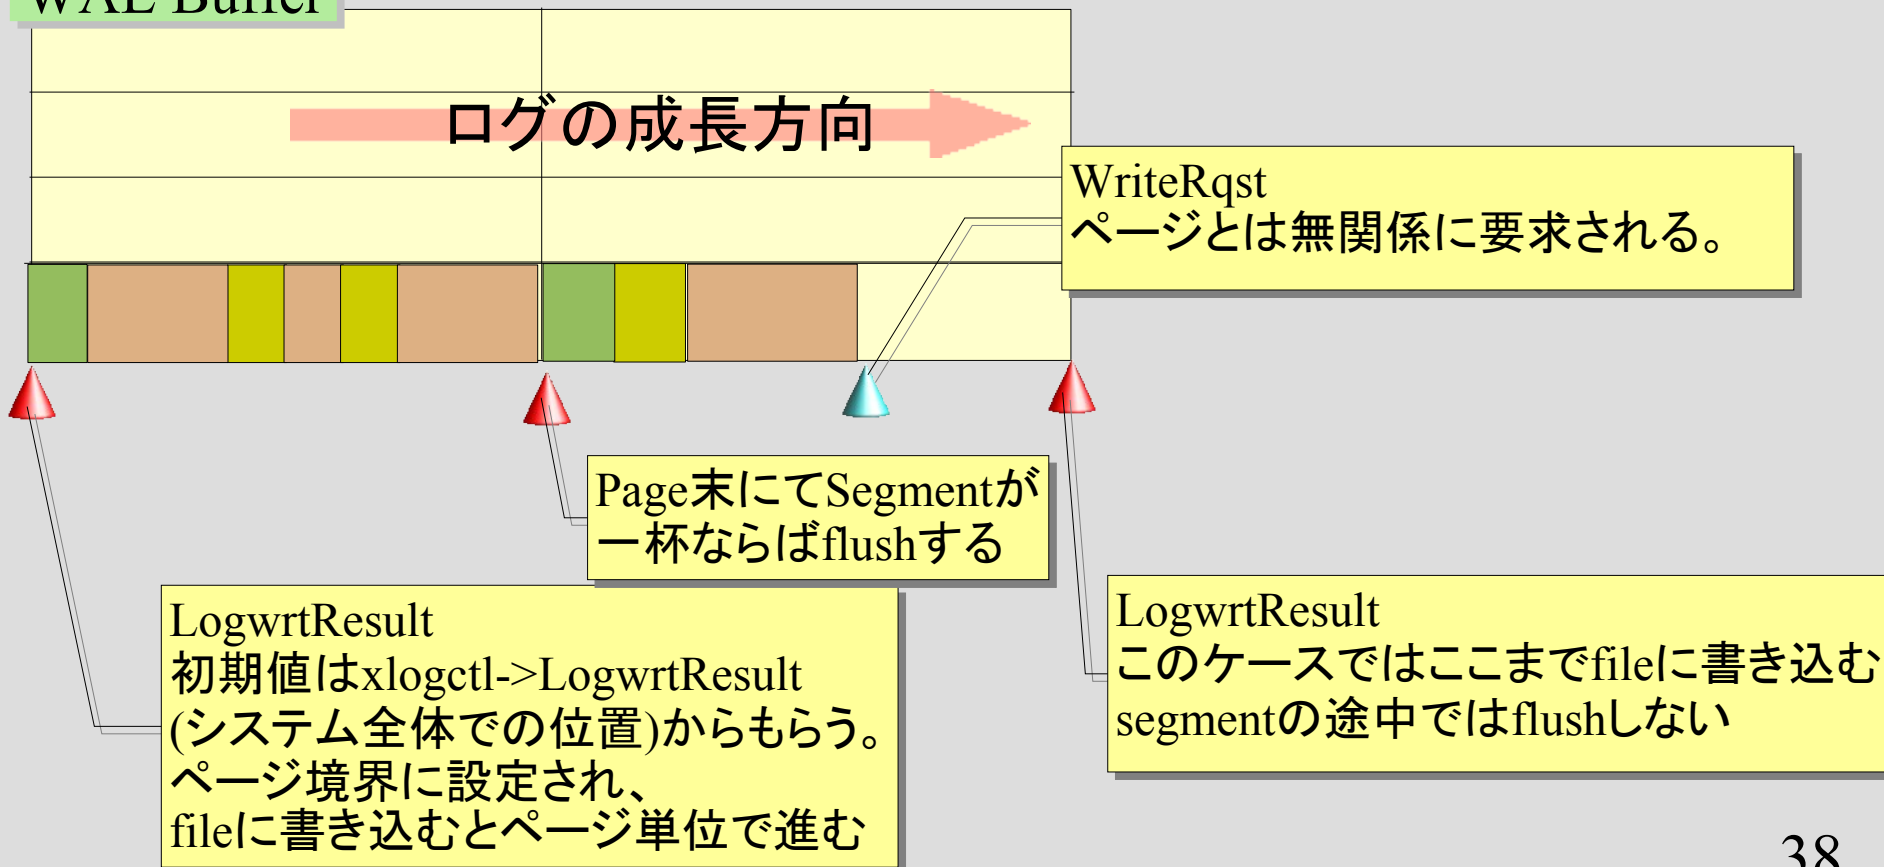 WAL Buffer
ログの成長方向
WriteRqst
ページとは無関係に要求される。
Page末にてSegmentが
一杯ならばflushする
LogwrtResult
初期値はxlogctl->LogwrtResult
(システム全体での位置)からもらう。
ページ境界に設定され、
fileに書き込むとページ単位で進む
LogwrtResult
このケースではここまでfileに書き込む
segmentの途中ではflushしない
38